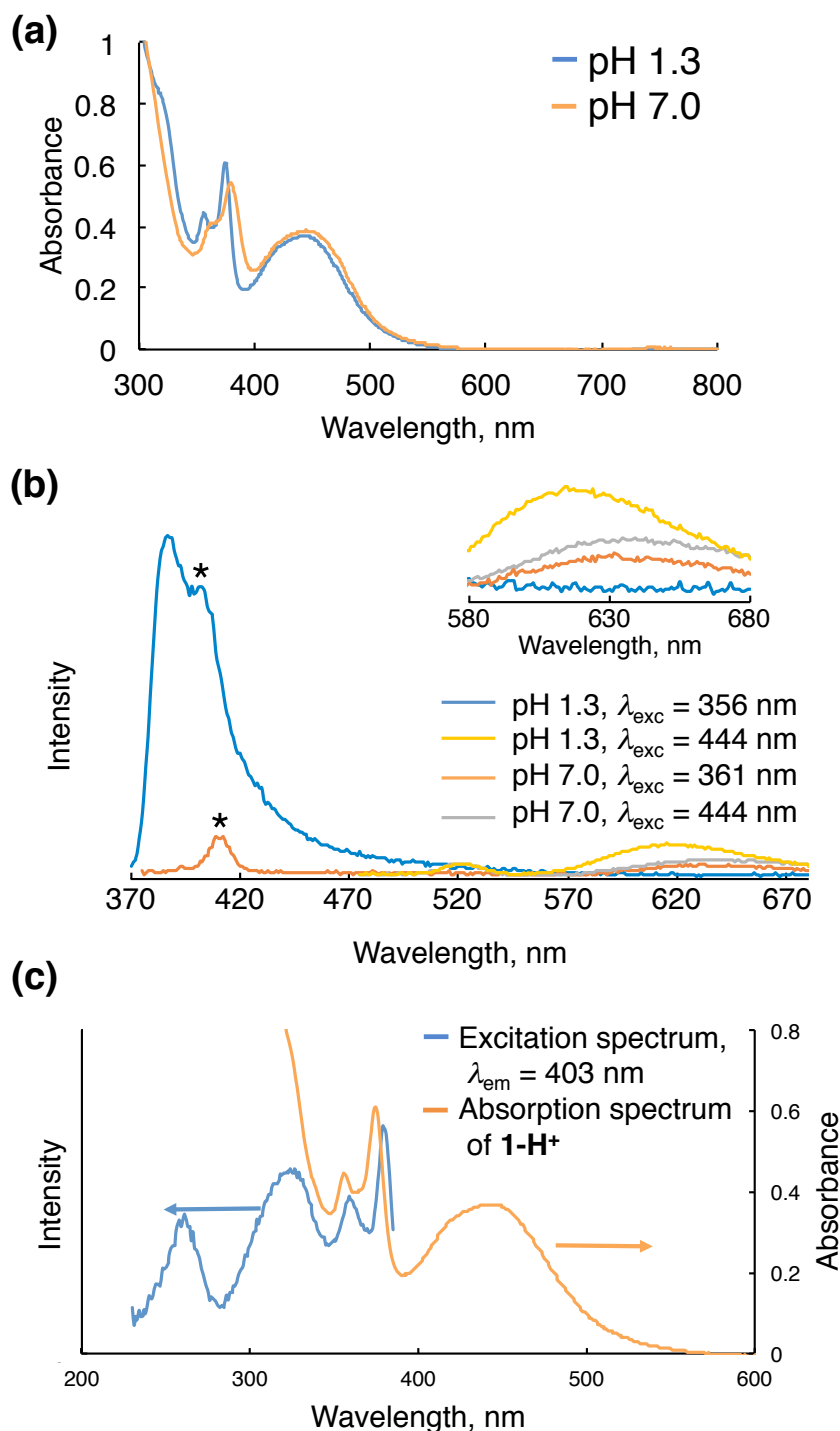 (a)
1
0.8
0.6
0.4
0.2
0
Absorbance
pH 1.3
pH 7.0
300 400 500 600 700 800
Wavelength, nm
(b)
*
*
Intensity
580 630 680
Wavelength, nm
pH 1.3, λexc = 356 nm
pH 1.3, λexc = 444 nm
pH 7.0, λexc = 361 nm
pH 7.0, λexc = 444 nm
370 420 470 520 570 620 670
Wavelength, nm
(c)
Intensity
Excitation spectrum,
λem = 403 nm
Absorption spectrum
of 1-H+
0.8
0.6
0.4
0.2
0
Absorbance
200 300 400 500 600
Wavelength, nm